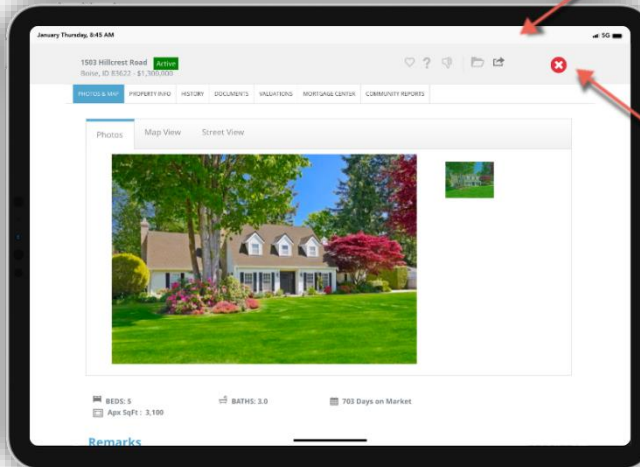 January Thursday, 8:45 AM
5G
1503 Hillcrest Road Active
Boise, ID 83622 - $1,300,000
PHOTOS & MAP PROPERTY INFO HISTORY DOCUMENTS VALUATIONS MORTGAGE CENTER COMMUNITY REPORTS
Photos Map View Street View
BEDS: 5 BATHS: 3.0 703 Days on Market
Apx SqFt : 3,100
Remarks